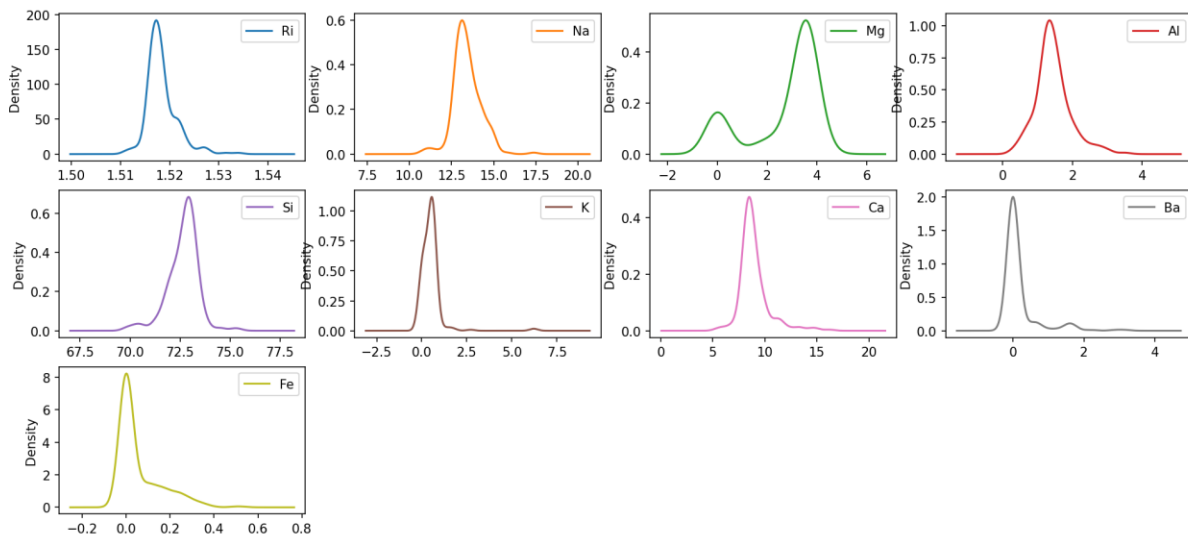 Density
200
150
100
50
0
Ri
1.50 1.51 1.52 1.53 1.54
Density
0.6
0.4
0.2
0.0
Na
7.5 10.0 12.5 15.0 17.5 20.0
Density
0.4
0.2
0.0
Mg
−2 0 2 4 6
Density
1.00
0.75
0.50
0.25
0.00
Al
0 2 4
Density
0.6
0.4
0.2
0.0
Si
67.5 70.0 72.5 75.0 77.5
Density
1.00
0.75
0.50
0.25
0.00
K
−2.5 0.0 2.5 5.0 7.5
Density
0.4
0.2
0.0
Ca
0 5 10 15 20
Density
2.0
1.5
1.0
0.5
0.0
Ba
0 2 4
Density
8
6
4
2
0
Fe
−0.2 0.0 0.2 0.4 0.6 0.8